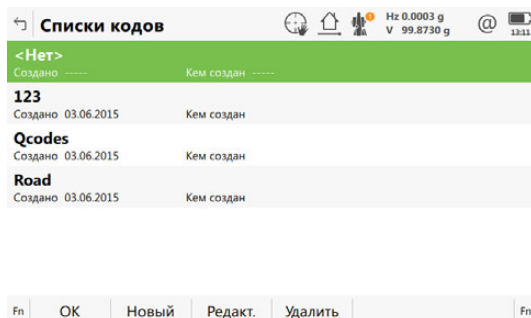 Списки кодов
Hz 0.0003 g
V 99.8730 g
@
13:11
<Нет>
Создано ----- Кем создан -----
123
Создано 03.06.2015 Кем создан
Qcodes
Создано 03.06.2015 Кем создан
Road
Создано 03.06.2015 Кем создан
Fn OK Новый Редакт. Удалить Fn